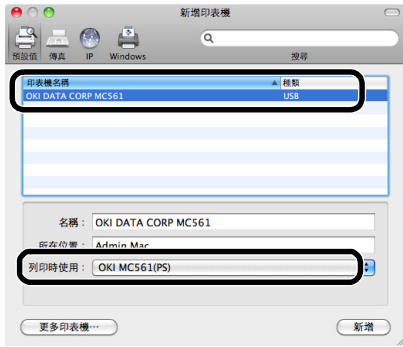 新增印表機
預設值 傳真 IP Windows 搜尋
印表機名稱 種類
OKI DATA CORP MC561 USB
名稱： OKI DATA CORP MC561
所在位置： Admin Mac
列印時使用： OKI MC561(PS)
更多印表機… 新增